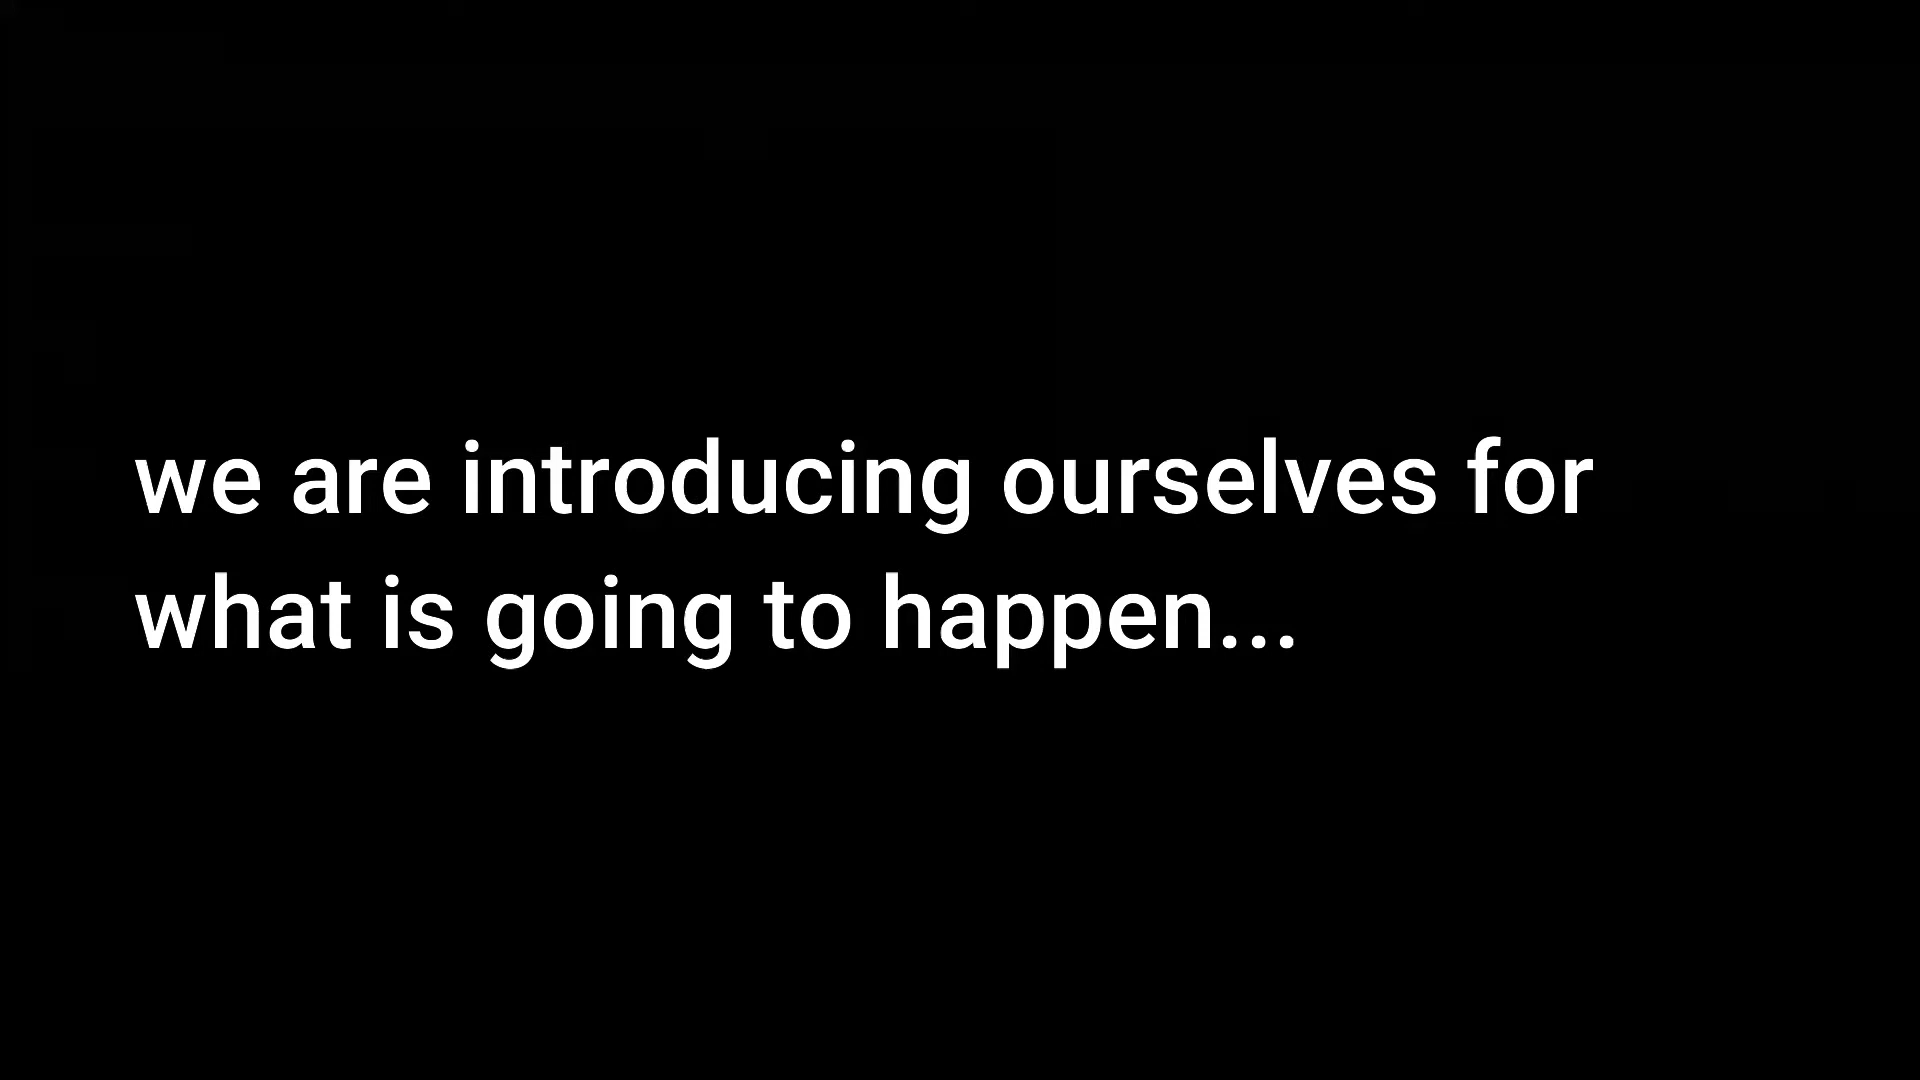 we are introducing ourselves for
what is going to happen...